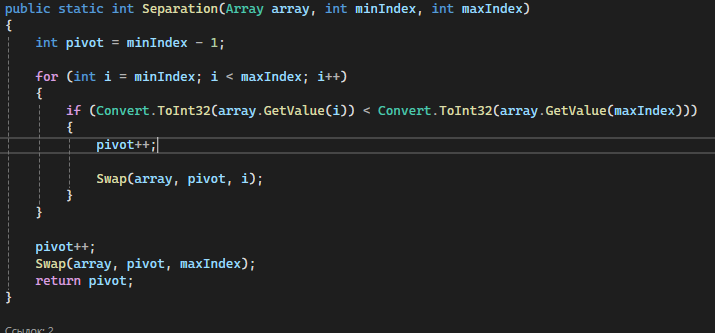 public static int Separation(Array array, int minIndex, int maxIndex)
{
int pivot = minIndex - 1;
for (int i = minIndex; i < maxIndex; i++)
{
if (Convert.ToInt32(array.GetValue(i)) < Convert.ToInt32(array.GetValue(maxIndex)))
{
pivot++;
Swap(array, pivot, i);
}
}
pivot++;
Swap(array, pivot, maxIndex);
return pivot;
}
Ссылок: 2